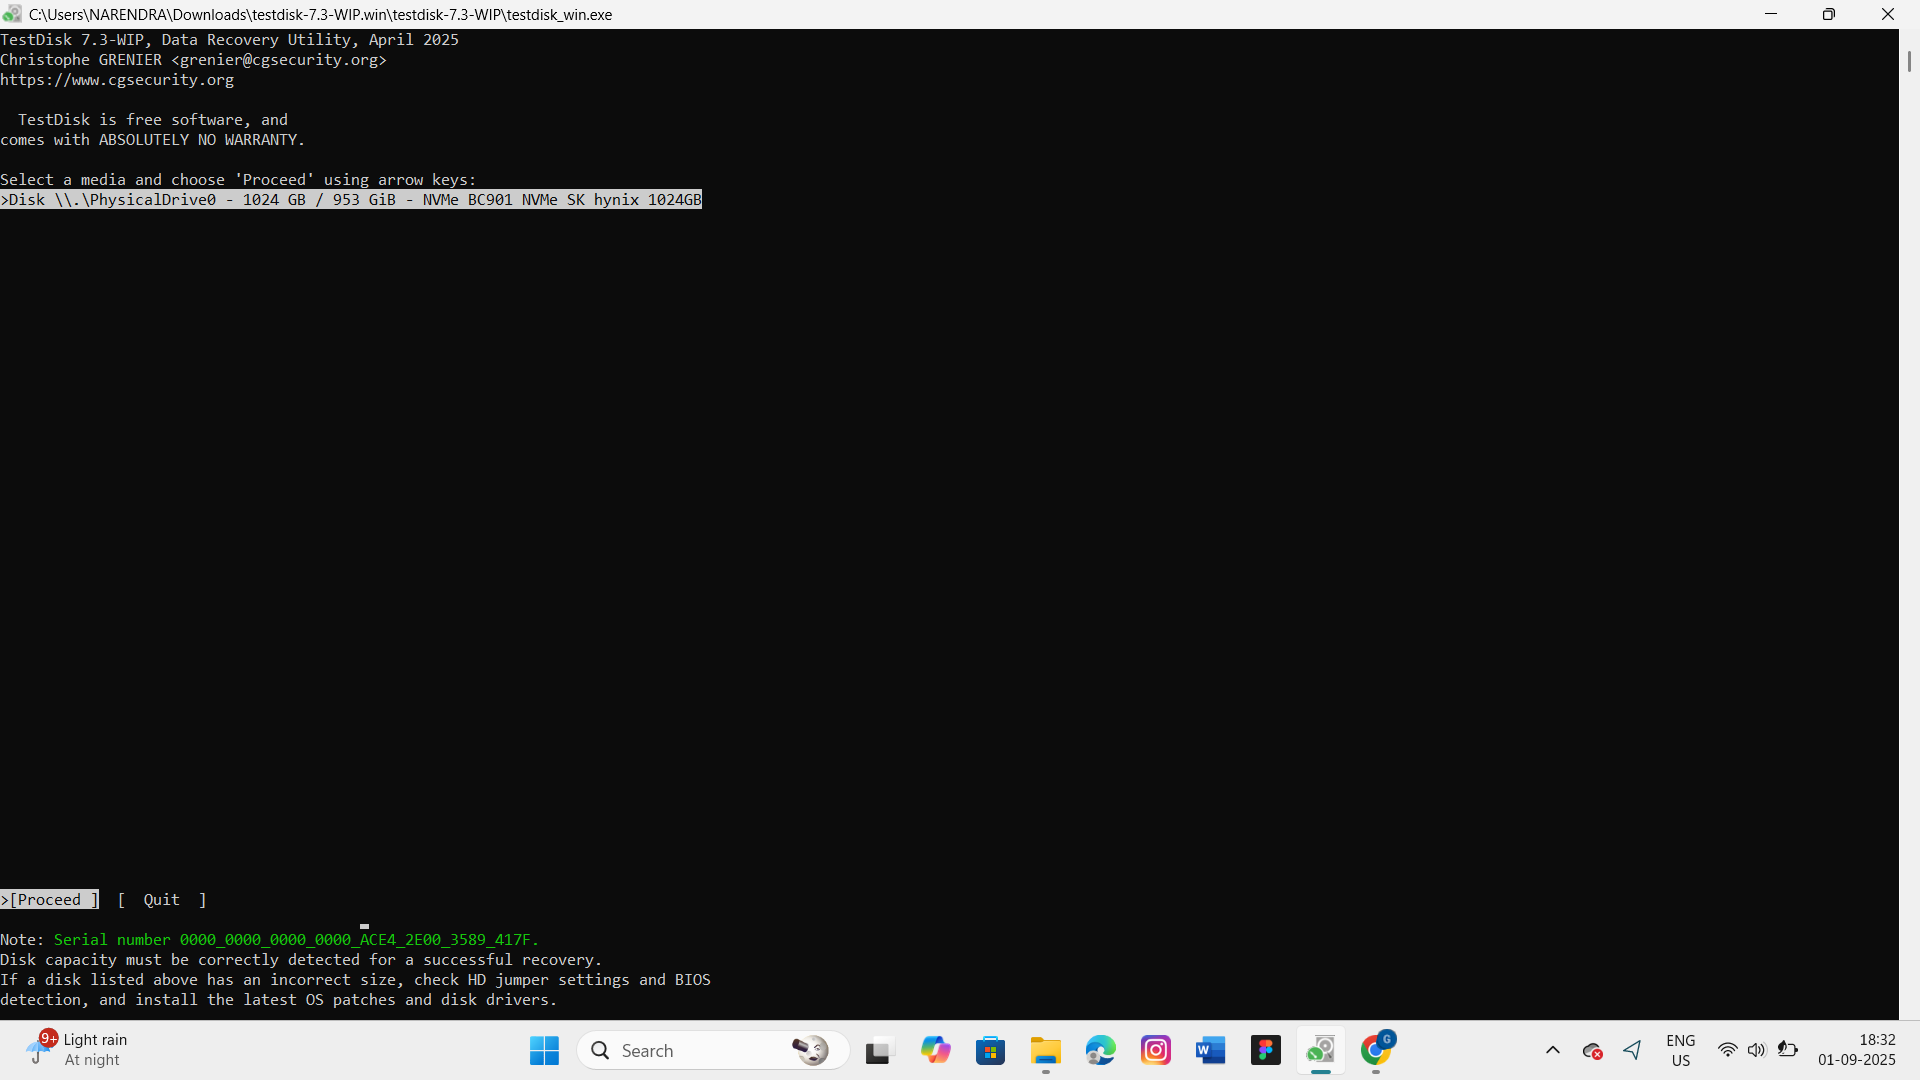 C:\Users\NARENDRA\Downloads\testdisk-7.3-WIP.win\testdisk-7.3-WIP\testdisk_win.exe
TestDisk 7.3-WIP, Data Recovery Utility, April 2025
Christophe GRENIER <grenier@cgsecurity.org>
https://www.cgsecurity.org
TestDisk is free software, and
comes with ABSOLUTELY NO WARRANTY.
Select a media and choose 'Proceed' using arrow keys:
>Disk \\.\PhysicalDrive0 - 1024 GB / 953 GiB - NVMe BC901 NVMe SK hynix 1024GB
>[Proceed ]  [  Quit  ]
Note: Serial number 0000_0000_0000_0000_ACE4_2E00_3589_417F.
Disk capacity must be correctly detected for a successful recovery.
If a disk listed above has an incorrect size, check HD jumper settings and BIOS
detection, and install the latest OS patches and disk drivers.
9+
Light rain
At night
Search
W
G
ENG
US
18:32
01-09-2025